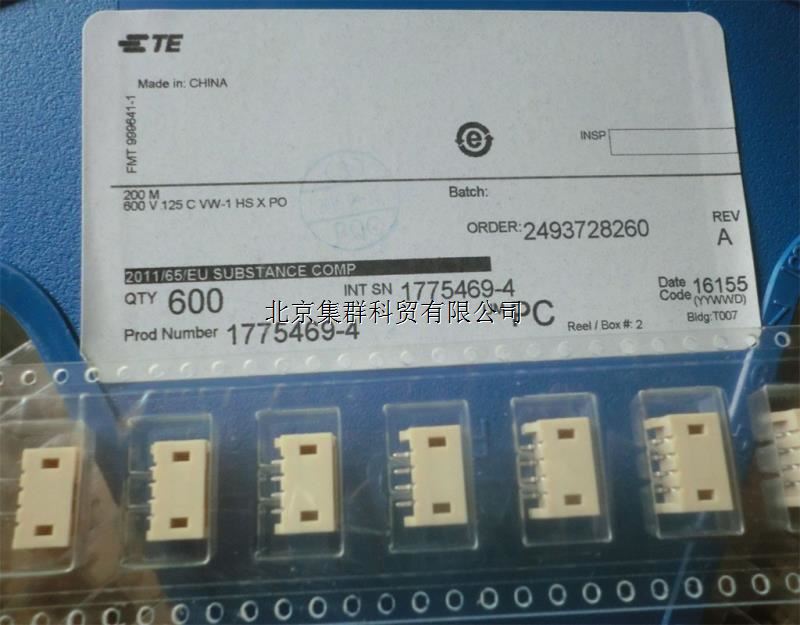 TE
Made in: CHINA
FMT 999641-1
INSP
200 M
600 V 125 C VW-1 HS X PO
Batch:
ORDER: 2493728260
REV
A
2011/65/EU SUBSTANCE COMP
QTY 600
INT SN 1775469-4
Date Code 16155
(YYWWD)
北京集群科贸有限公司
Prod Number 1775469-4
PC
Reel / Box #: 2
Bldg:T007